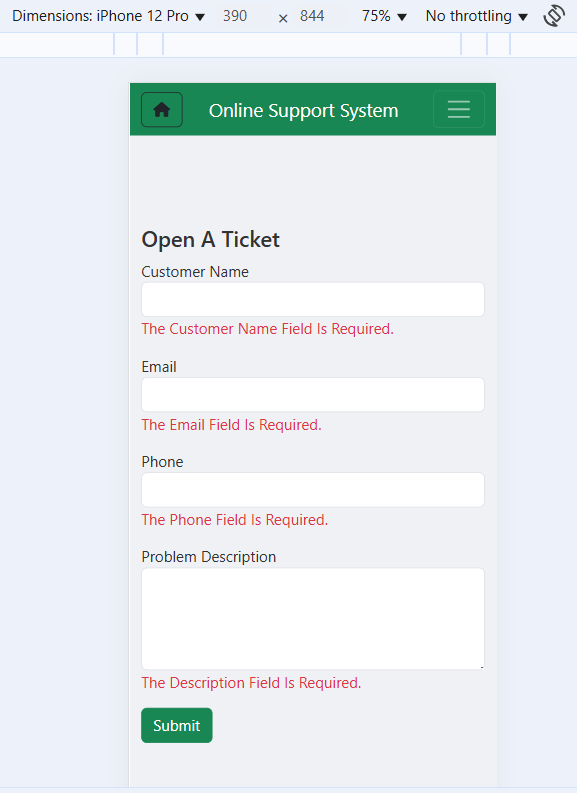 Dimensions: iPhone 12 Pro 390 × 844 75% No throttling
Online Support System
Open A Ticket
Customer Name
The Customer Name Field Is Required.
Email
The Email Field Is Required.
Phone
The Phone Field Is Required.
Problem Description
The Description Field Is Required.
Submit